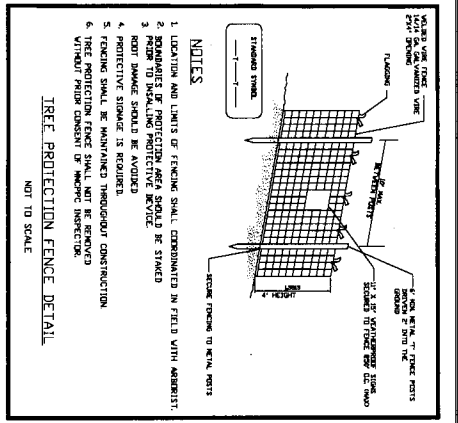 WELDED WIRE FENCE
14/14 GA. GALVANIZED WIRE
2"X4" OPENING
FLAGGING
10' MAX.
BETWEEN POSTS
6' MIN. METAL 'T' FENCE POSTS
DRIVEN 2' INTO THE
GROUND
11" X 15" WEATHERPROOF SIGNS
SECURED TO FENCE @50' O.C. (MAX)
4' HEIGHT
SECURE FENCING TO METAL POSTS
STANDARD SYMBOL
T T
NOTES
1. LOCATION AND LIMITS OF FENCING SHALL COORDINATED IN FIELD WITH ARBORIST.
2. BOUNDARIES OF PROTECTION AREA SHOULD BE STAKED
PRIOR TO INSALLING PROTECTIVE DEVICE.
3.
ROOT DAMAGE SHOULD BE AVOIDED
4. PROTECTIVE SIGNAGE IS REQUIRED.
5. FENCING SHALL BE MAINTAINED THROUGHOUT CONSTRUCTION.
6. TREE PROTECTION FENCE SHALL NOT BE REMOVED
WITHOUT PRIOR CONSENT OF MNCPPC INSPECTOR.
TREE PROTECTION FENCE DETAIL
NOT TO SCALE